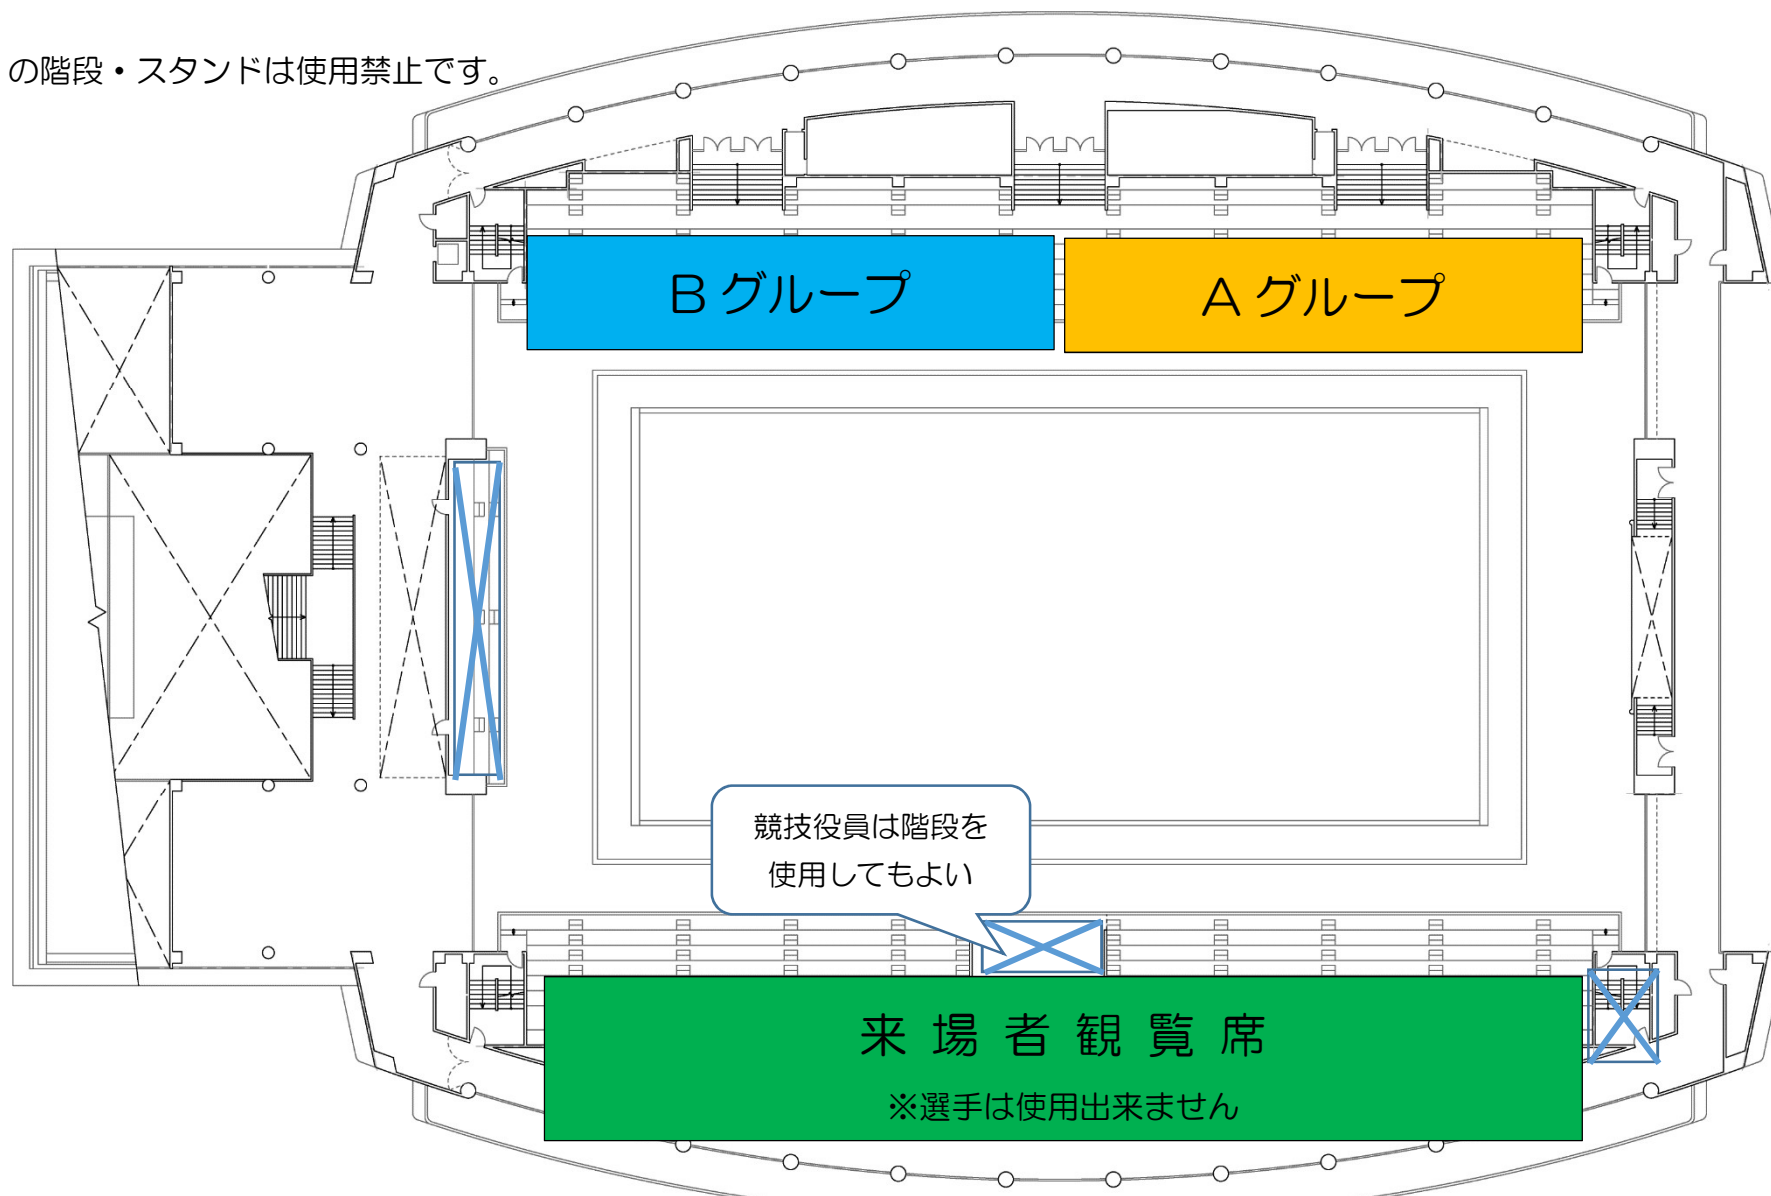 の階段・スタンドは使用禁止です。
Bグループ
Aグループ
競技役員は階段を
使用してもよい
来場者観覧席
※選手は使用出来ません